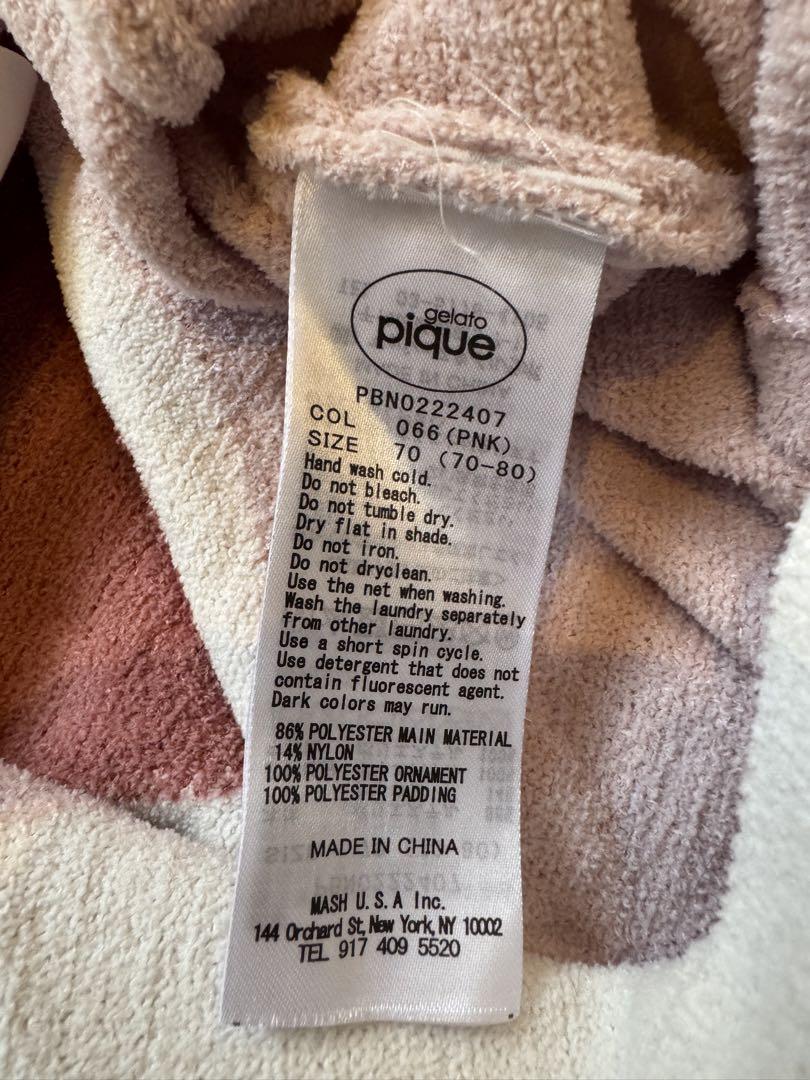 gelato
pique
PBN0222407
COL 066 (PNK)
SIZE 70 (70-80)
Hand wash cold.
Do not bleach.
Do not tumble dry.
Dry flat in shade.
Do not iron.
Do not dryclean.
Use the net when washing.
Wash the laundry separately
from other laundry.
Use a short spin cycle.
Use detergent that does not
contain fluorescent agent.
Dark colors may run.
86% POLYESTER MAIN MATERIAL
14% NYLON
100% POLYESTER ORNAMENT
100% POLYESTER PADDING
MADE IN CHINA
MASH U.S.A Inc.
144 Orchard St, New York, NY 10002
TEL 917 409 5520